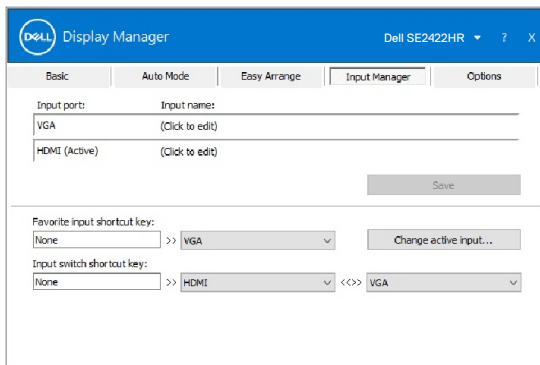 DELL Display Manager Dell SE2422HR ? X
Basic Auto Mode Easy Arrange Input Manager Options
Input port: Input name:
VGA (Click to edit)
HDMI (Active) (Click to edit)
Save
Favorite input shortcut key:
None >> VGA Change active input...
Input switch shortcut key:
None >> HDMI <<>> VGA